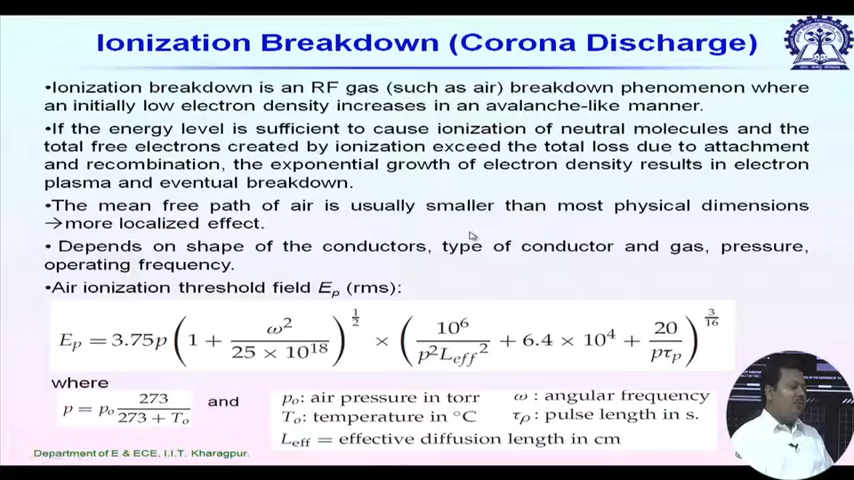 Ionization Breakdown (Corona Discharge)
•Ionization breakdown is an RF gas (such as air) breakdown phenomenon where
an initially low electron density increases in an avalanche-like manner.
•If the energy level is sufficient to cause ionization of neutral molecules and the
total free electrons created by ionization exceed the total loss due to attachment
and recombination, the exponential growth of electron density results in electron
plasma and eventual breakdown.
•The mean free path of air is usually smaller than most physical dimensions
→more localized effect.
• Depends on shape of the conductors, type of conductor and gas, pressure,
operating frequency.
•Air ionization threshold field Eₚ (rms):
Eₚ = 3.75p (1 + ω² / (25 × 10¹⁸))^(1/2) × (10⁶ / (p²L_eff²) + 6.4 × 10⁴ + 20 / (pτₚ))^(3/16)
where
p = pₒ 273 / (273 + Tₒ) and
pₒ: air pressure in torr ω : angular frequency
Tₒ: temperature in °C τₚ : pulse length in s.
L_eff = effective diffusion length in cm
Department of E & ECE, I.I.T. Kharagpur.